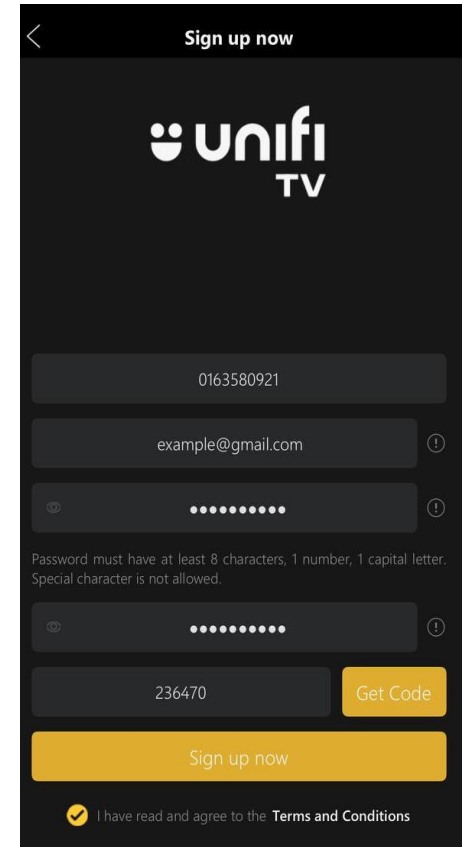 Sign up now
unifi
TV
0163580921
example@gmail.com
••••••••••
Password must have at least 8 characters, 1 number, 1 capital letter.
Special character is not allowed.
••••••••••
236470
Get Code
Sign up now
I have read and agree to the Terms and Conditions